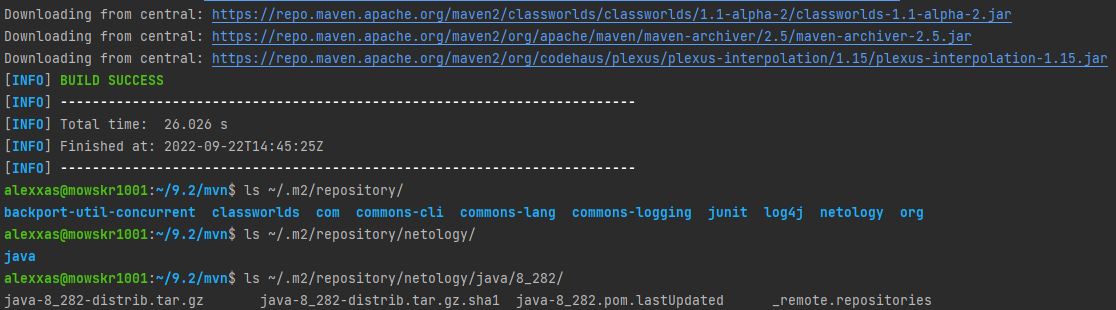 Downloading from central: https://repo.maven.apache.org/maven2/classworlds/classworlds/1.1-alpha-2/classworlds-1.1-alpha-2.jar
Downloading from central: https://repo.maven.apache.org/maven2/org/apache/maven/maven-archiver/2.5/maven-archiver-2.5.jar
Downloading from central: https://repo.maven.apache.org/maven2/org/codehaus/plexus/plexus-interpolation/1.15/plexus-interpolation-1.15.jar
[INFO] BUILD SUCCESS
[INFO] ------------------------------------------------------------------------
[INFO] Total time:  26.026 s
[INFO] Finished at: 2022-09-22T14:45:25Z
[INFO] ------------------------------------------------------------------------
alexxas@mowskr1001:~/9.2/mvn$ ls ~/.m2/repository/
backport-util-concurrent  classworlds  com  commons-cli  commons-lang  commons-logging  junit  log4j  netology  org
alexxas@mowskr1001:~/9.2/mvn$ ls ~/.m2/repository/netology/
java
alexxas@mowskr1001:~/9.2/mvn$ ls ~/.m2/repository/netology/java/8_282/
java-8_282-distrib.tar.gz       java-8_282-distrib.tar.gz.sha1  java-8_282.pom.lastUpdated      _remote.repositories